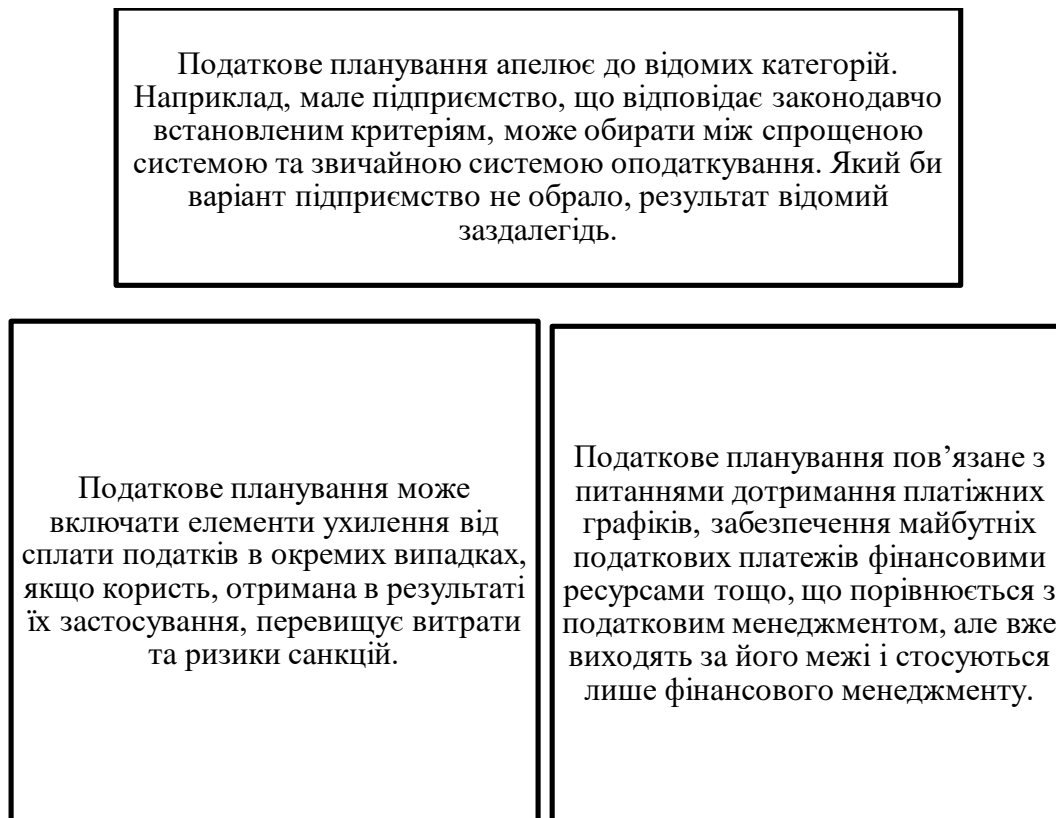 Податкове планування апелює до відомих категорій.
Наприклад, мале підприємство, що відповідає законодавчо
встановленим критеріям, може обирати між спрощеною
системою та звичайною системою оподаткування. Який би
варіант підприємство не обрало, результат відомий
заздалегідь.
Податкове планування може
включати елементи ухилення від
сплати податків в окремих випадках,
якщо користь, отримана в результаті
їх застосування, перевищує витрати
та ризики санкцій.
Податкове планування пов’язане з
питаннями дотримання платіжних
графіків, забезпечення майбутніх
податкових платежів фінансовими
ресурсами тощо, що порівнюється з
податковим менеджментом, але вже
виходять за його межі і стосуються
лише фінансового менеджменту.